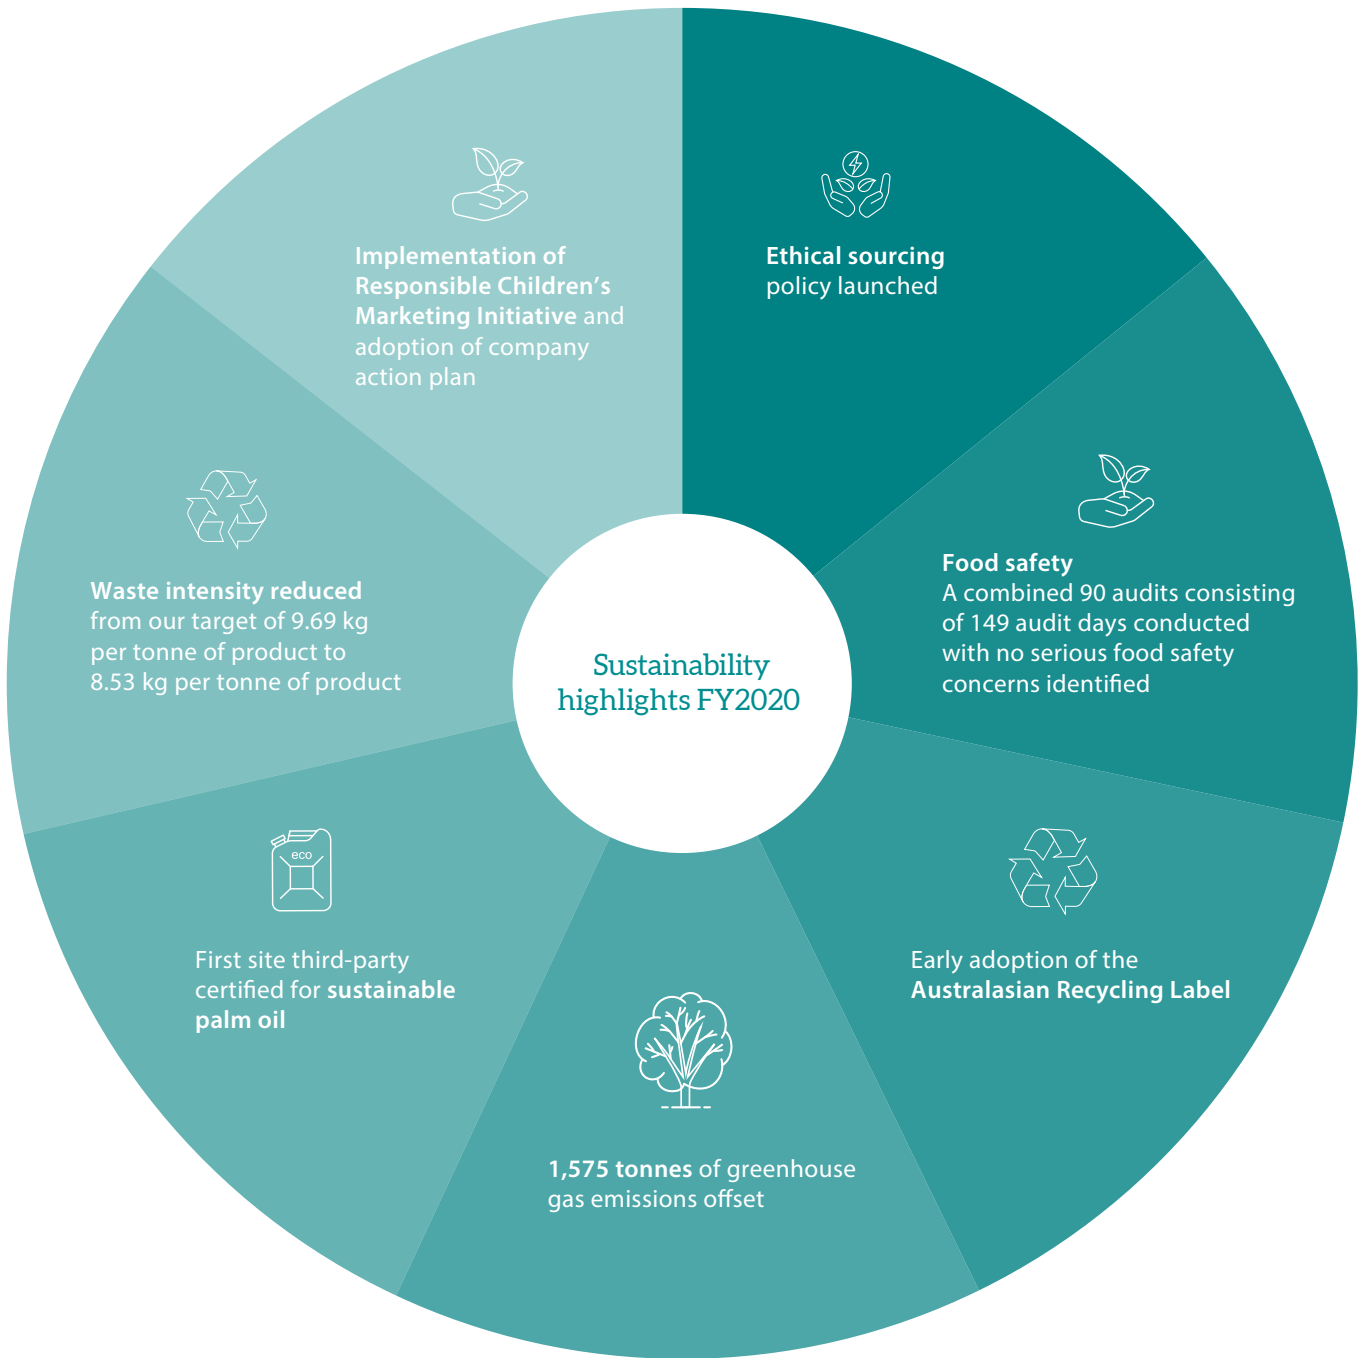 Sustainability
highlights FY2020
Ethical sourcing
policy launched
Food safety
A combined 90 audits consisting
of 149 audit days conducted
with no serious food safety
concerns identified
Early adoption of the
Australasian Recycling Label
1,575 tonnes of greenhouse
gas emissions offset
eco
First site third-party
certified for sustainable
palm oil
Waste intensity reduced
from our target of 9.69 kg
per tonne of product to
8.53 kg per tonne of product
Implementation of
Responsible Children’s
Marketing Initiative and
adoption of company
action plan